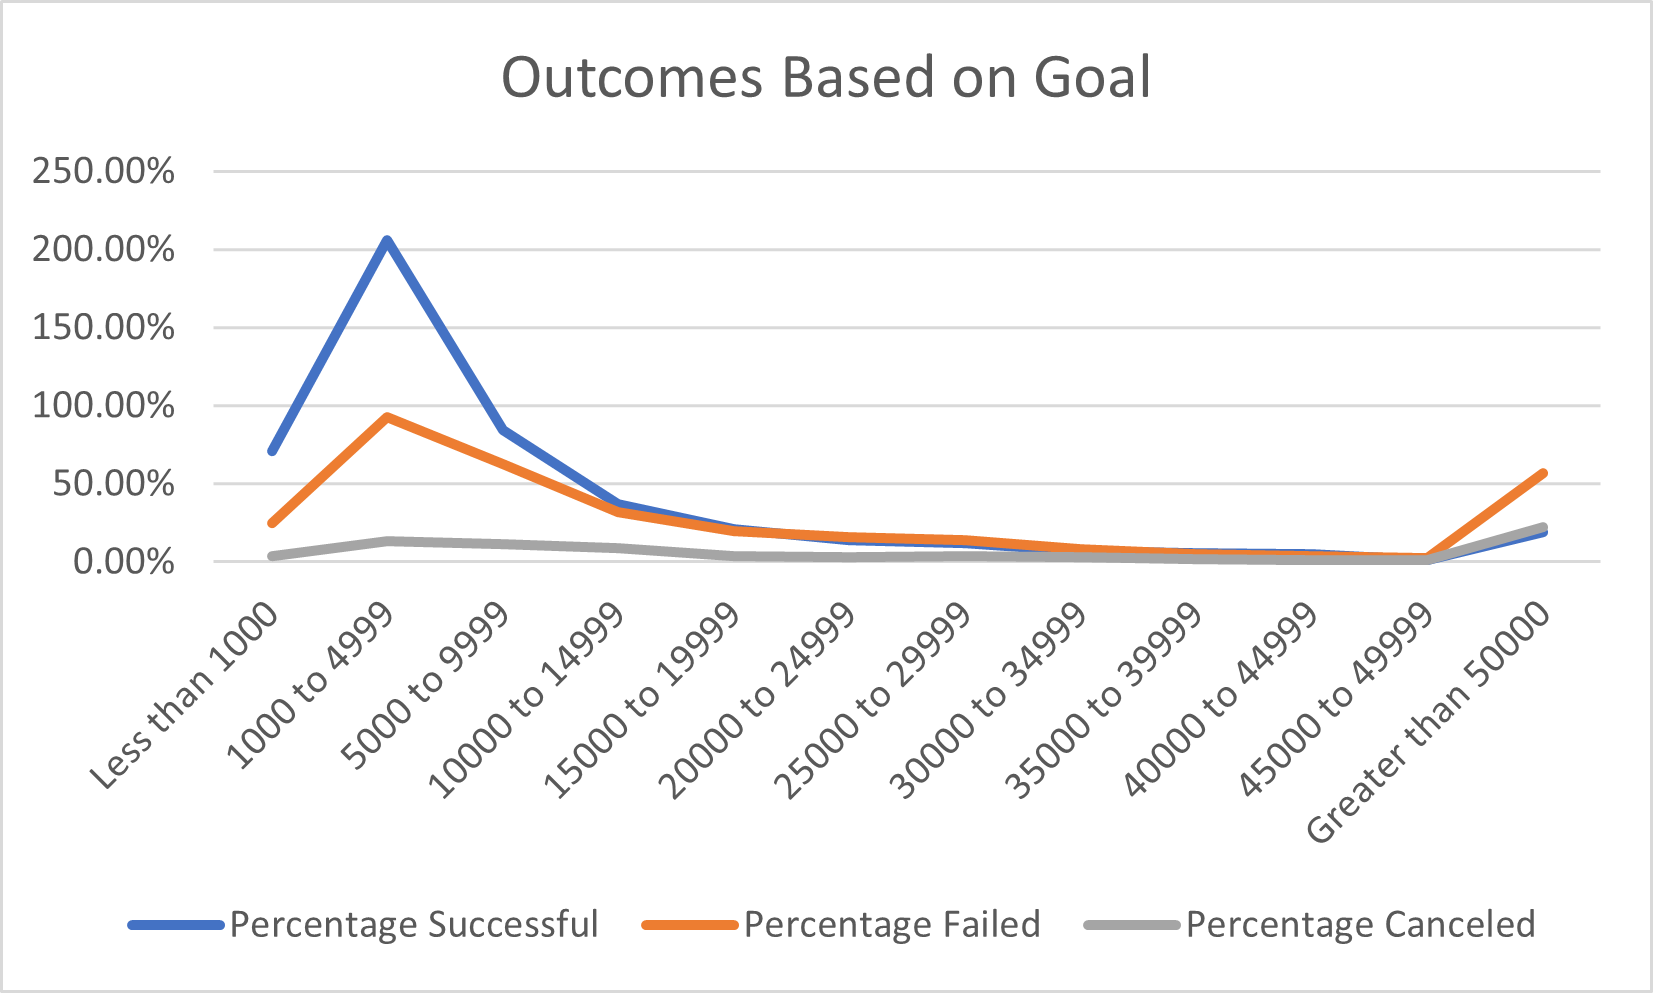 Outcomes Based on Goal
250.00%
200.00%
150.00%
100.00%
50.00%
0.00%
Less than 1000
1000 to 4999
5000 to 9999
10000 to 14999
15000 to 19999
20000 to 24999
25000 to 29999
30000 to 34999
35000 to 39999
40000 to 44999
45000 to 49999
Greater than 50000
Percentage Successful
Percentage Failed
Percentage Canceled